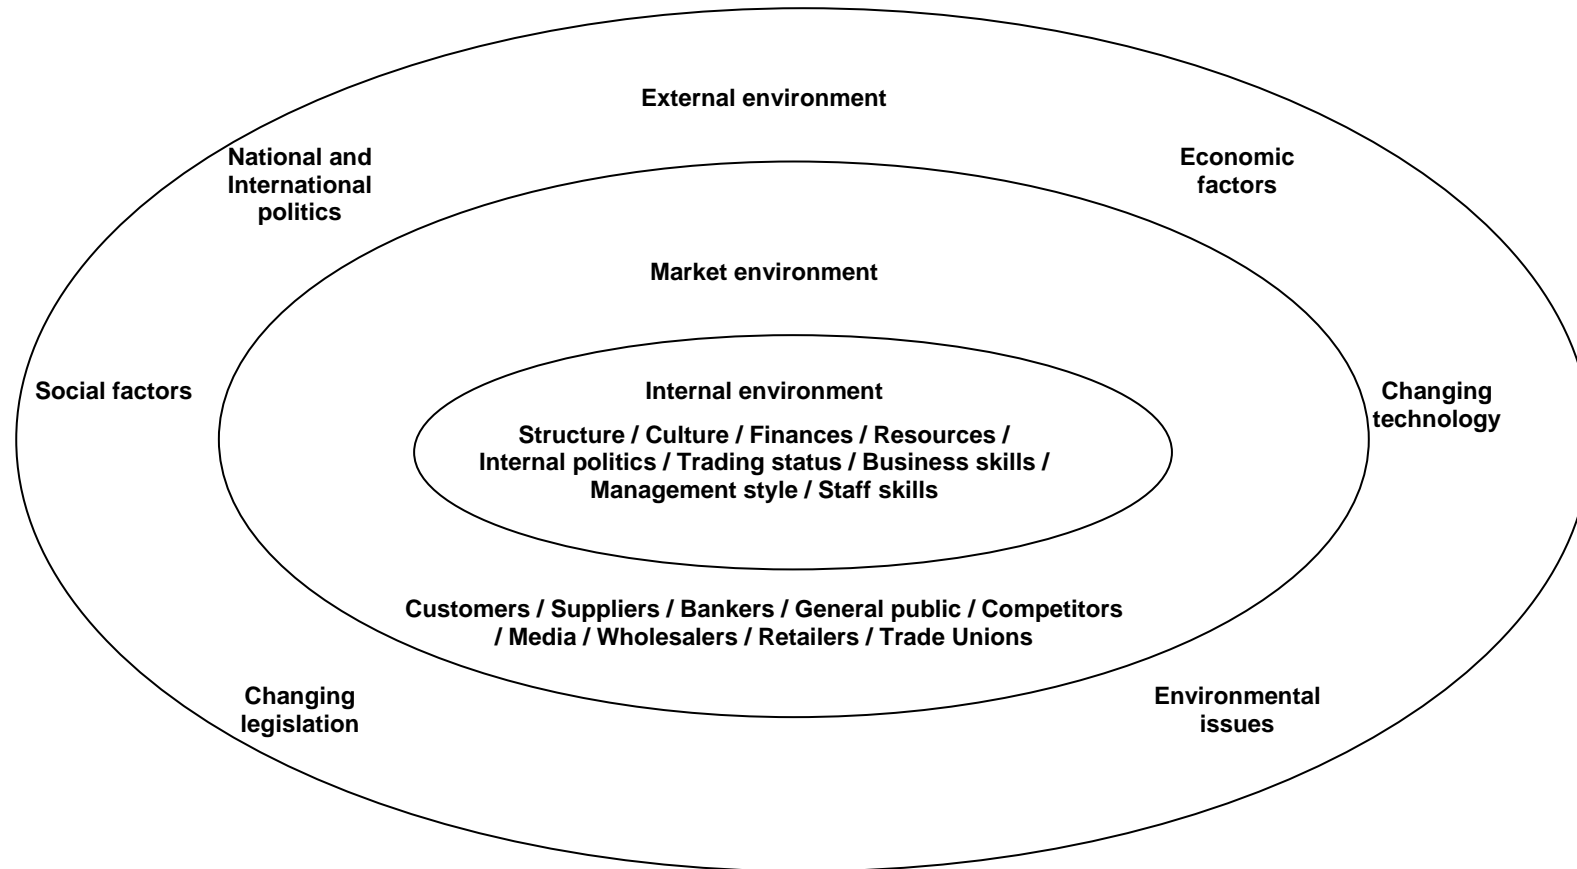 External environment
National and
International
politics
Economic
factors
Market environment
Social factors
Internal environment
Structure / Culture / Finances / Resources /
Internal politics / Trading status / Business skills /
Management style / Staff skills
Changing
technology
Customers / Suppliers / Bankers / General public / Competitors
/ Media / Wholesalers / Retailers / Trade Unions
Changing
legislation
Environmental
issues